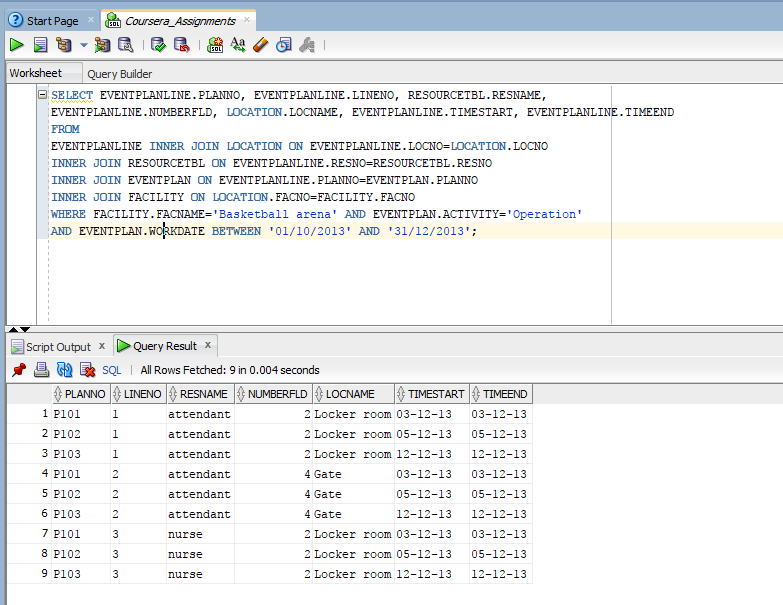 Start Page × Coursera_Assignments ×
Worksheet Query Builder
SELECT EVENTPLANLINE.PLANNO, EVENTPLANLINE.LINENO, RESOURCETBL.RESNAME,
EVENTPLANLINE.NUMBERFLD, LOCATION.LOCNAME, EVENTPLANLINE.TIMESTART, EVENTPLANLINE.TIMEEND
FROM
EVENTPLANLINE INNER JOIN LOCATION ON EVENTPLANLINE.LOCNO=LOCATION.LOCNO
INNER JOIN RESOURCETBL ON EVENTPLANLINE.RESNO=RESOURCETBL.RESNO
INNER JOIN EVENTPLAN ON EVENTPLANLINE.PLANNO=EVENTPLAN.PLANNO
INNER JOIN FACILITY ON LOCATION.FACNO=FACILITY.FACNO
WHERE FACILITY.FACNAME='Basketball arena' AND EVENTPLAN.ACTIVITY='Operation'
AND EVENTPLAN.WORKDATE BETWEEN '01/10/2013' AND '31/12/2013';
Script Output × Query Result ×
SQL | All Rows Fetched: 9 in 0.004 seconds
PLANNO LINENO RESNAME NUMBERFLD LOCNAME TIMESTART TIMEEND
1 P101 1 attendant 2 Locker room 03-12-13 03-12-13
2 P102 1 attendant 2 Locker room 05-12-13 05-12-13
3 P103 1 attendant 2 Locker room 12-12-13 12-12-13
4 P101 2 attendant 4 Gate 03-12-13 03-12-13
5 P102 2 attendant 4 Gate 05-12-13 05-12-13
6 P103 2 attendant 4 Gate 12-12-13 12-12-13
7 P101 3 nurse 2 Locker room 03-12-13 03-12-13
8 P102 3 nurse 2 Locker room 05-12-13 05-12-13
9 P103 3 nurse 2 Locker room 12-12-13 12-12-13